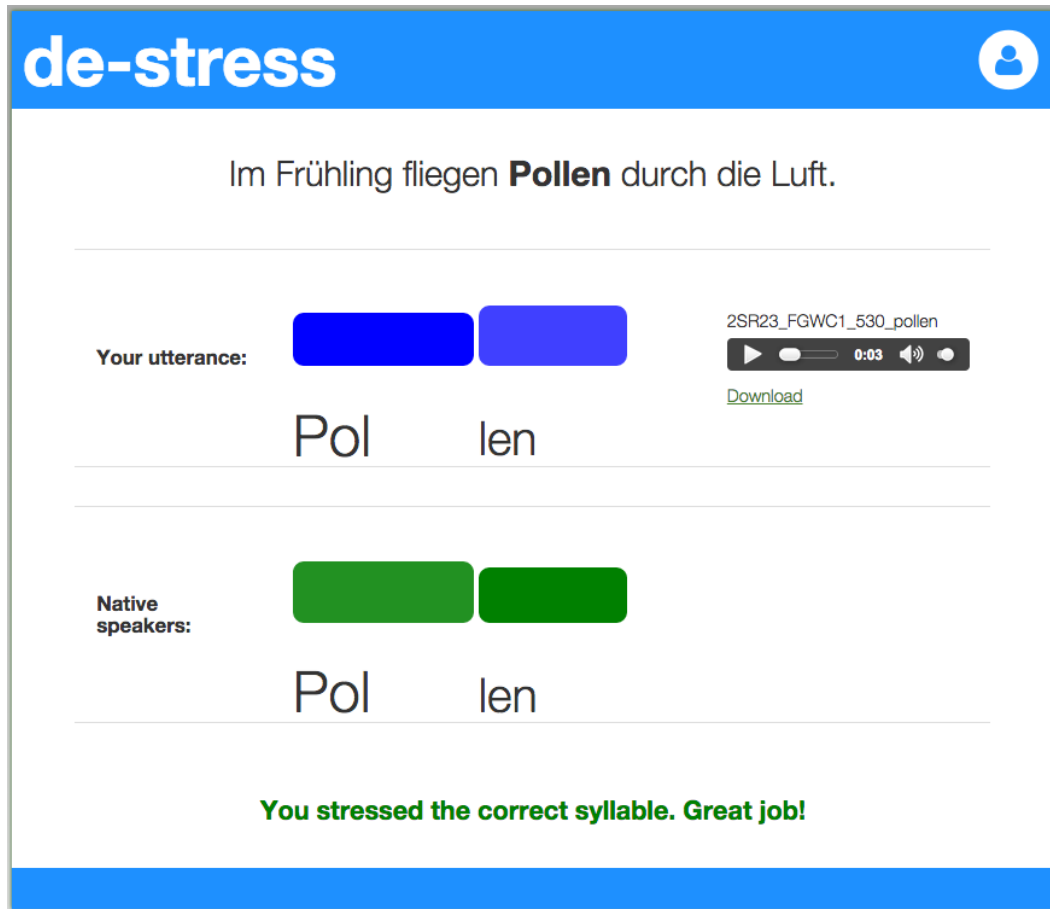 de-stress
Im Frühling fliegen Pollen durch die Luft.
2SR23_FGWC1_530_pollen
Your utterance:
0:03
Download
Pol len
Native
speakers:
Pol len
You stressed the correct syllable. Great job!